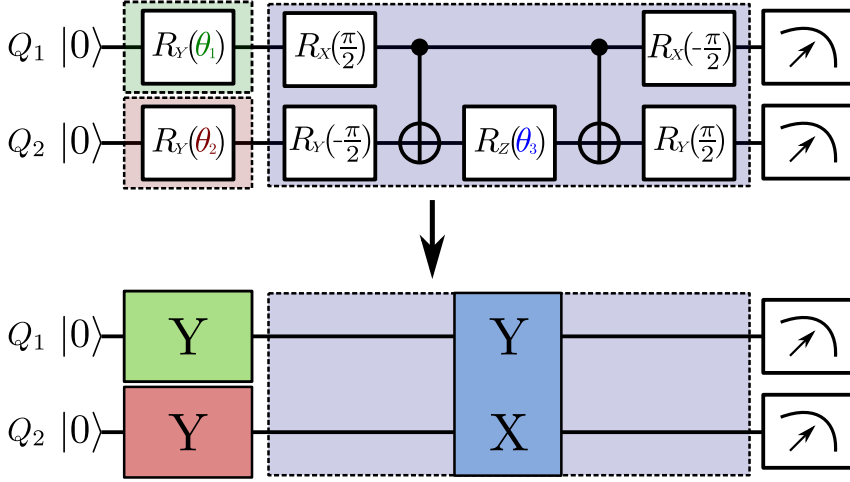 Q₁ |0⟩ R_Y(θ₁) R_X(π/2) R_X(-π/2)
Q₂ |0⟩ R_Y(θ₂) R_Y(-π/2) R_Z(θ₃) R_Y(π/2)
Q₁ |0⟩ Y Y
Q₂ |0⟩ Y X